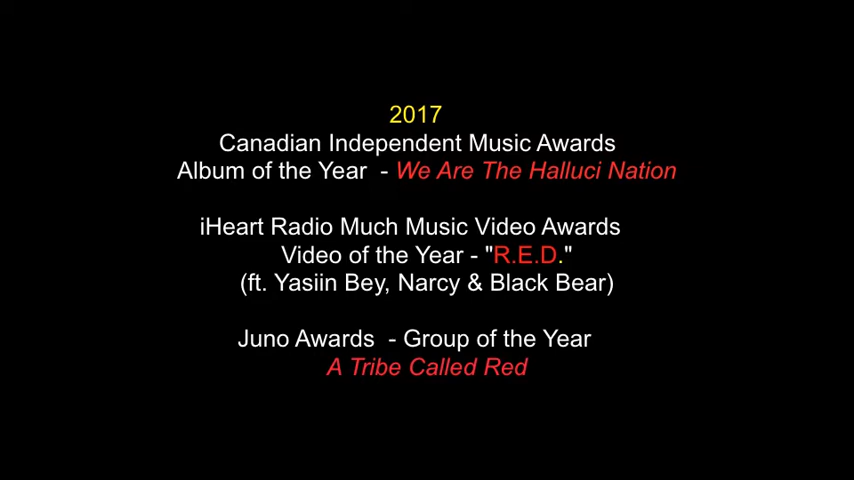 2017
Canadian Independent Music Awards
Album of the Year - We Are The Halluci Nation
iHeart Radio Much Music Video Awards
Video of the Year - "R.E.D."
(ft. Yasiin Bey, Narcy & Black Bear)
Juno Awards - Group of the Year
A Tribe Called Red